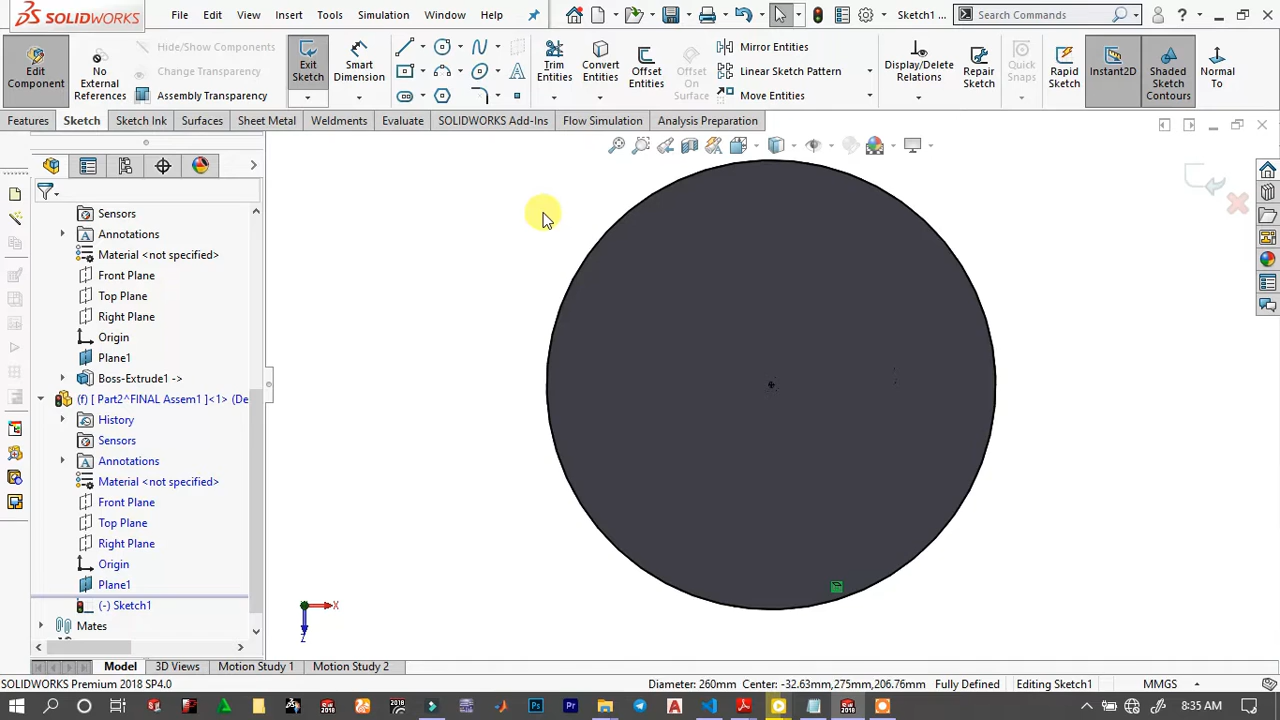 SOLIDWORKS
File Edit View Insert Tools Simulation Window Help Sketch1 ... Search Commands
Edit Component
No External References
Hide/Show Components
Change Transparency
Assembly Transparency
Exit Sketch
Smart Dimension
Trim Entities
Convert Entities
Offset Entities
Offset On Surface
Mirror Entities
Linear Sketch Pattern
Move Entities
Display/Delete Relations
Repair Sketch
Quick Snaps
Rapid Sketch
Instant2D
Shaded Sketch Contours
Normal To
Features Sketch Sketch Ink Surfaces Sheet Metal Weldments Evaluate SOLIDWORKS Add-Ins Flow Simulation Analysis Preparation
Sensors
Annotations
Material <not specified>
Front Plane
Top Plane
Right Plane
Origin
Plane1
Boss-Extrude1 ->
(f) [ Part2^FINAL Assem1 ]<1> (De
History
Sensors
Annotations
Material <not specified>
Front Plane
Top Plane
Right Plane
Origin
Plane1
(-) Sketch1
Mates
X
Z
Model 3D Views Motion Study 1 Motion Study 2
SOLIDWORKS Premium 2018 SP4.0 Diameter: 260mm Center: -32.63mm,275mm,206.76mm Fully Defined Editing Sketch1 MMGS
8:35 AM